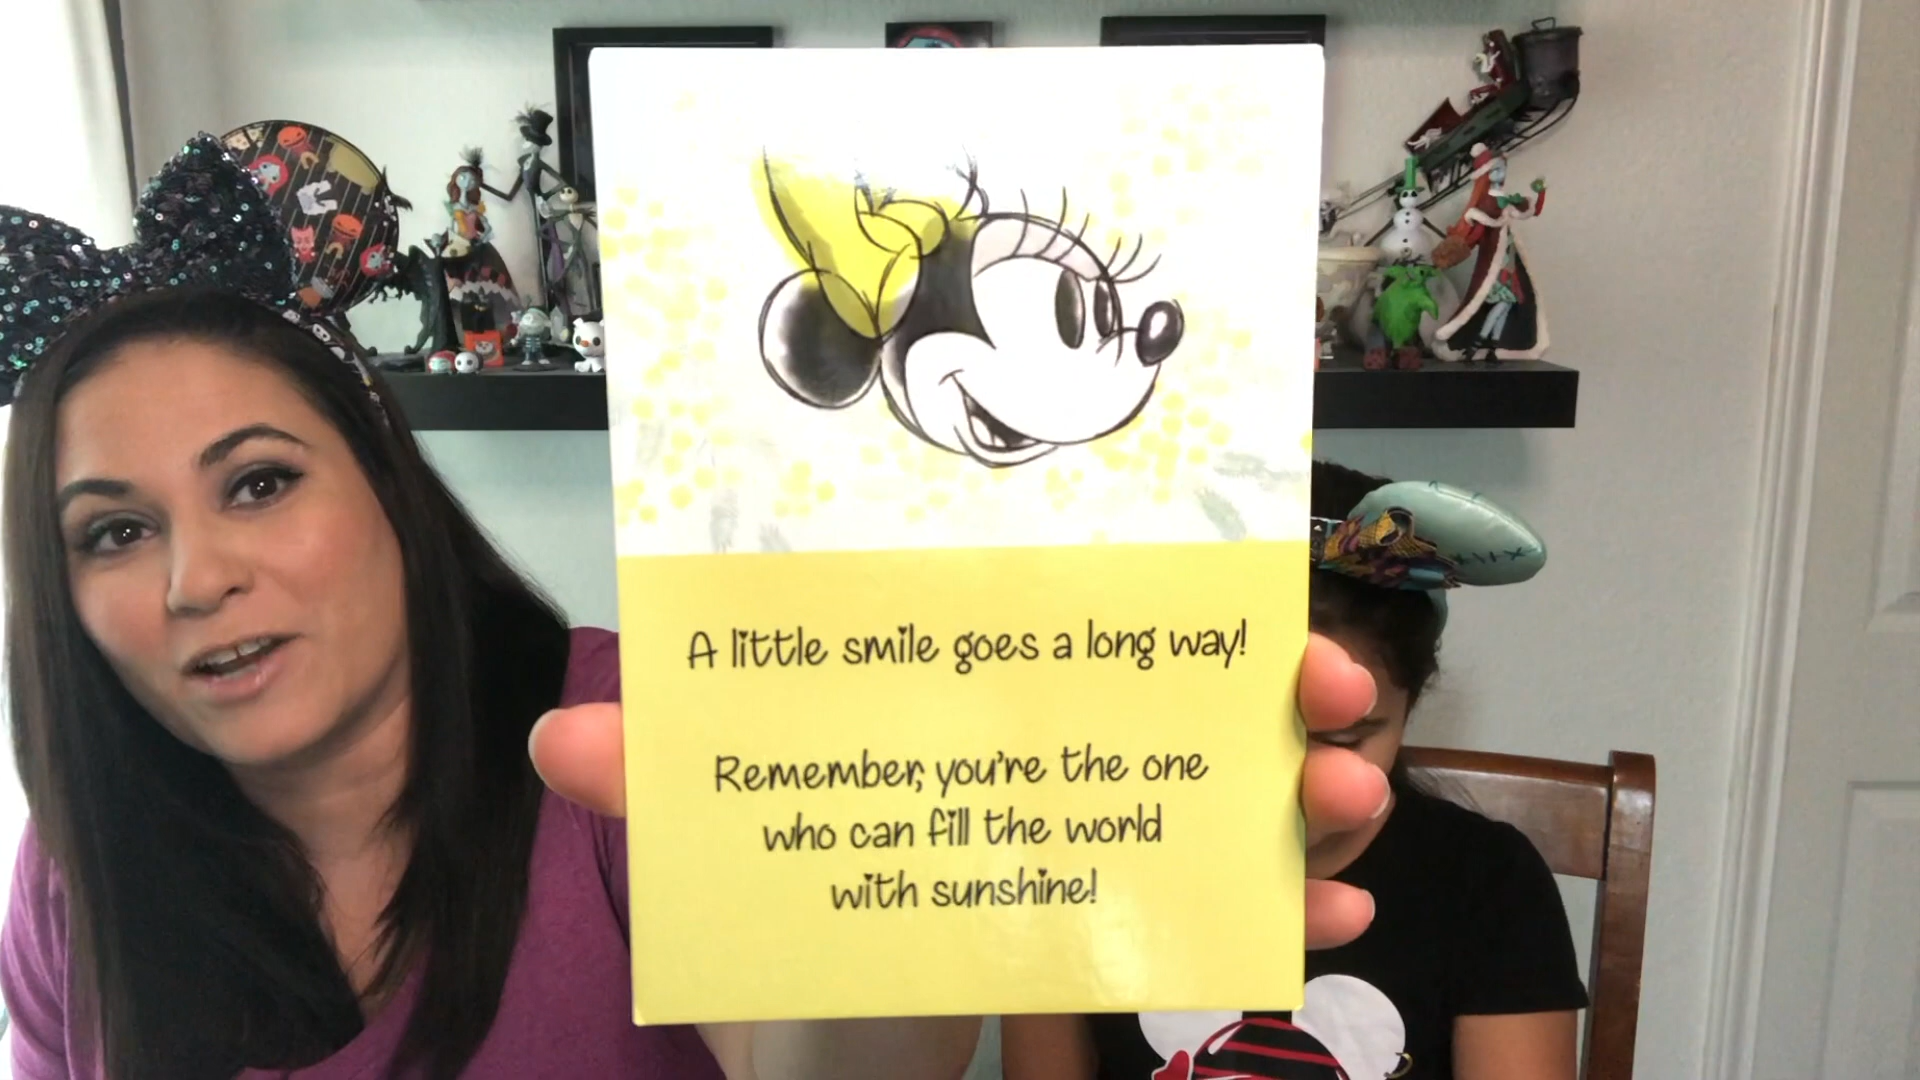 A little smile goes a long way!
Remember, you're the one
who can fill the world
with sunshine!